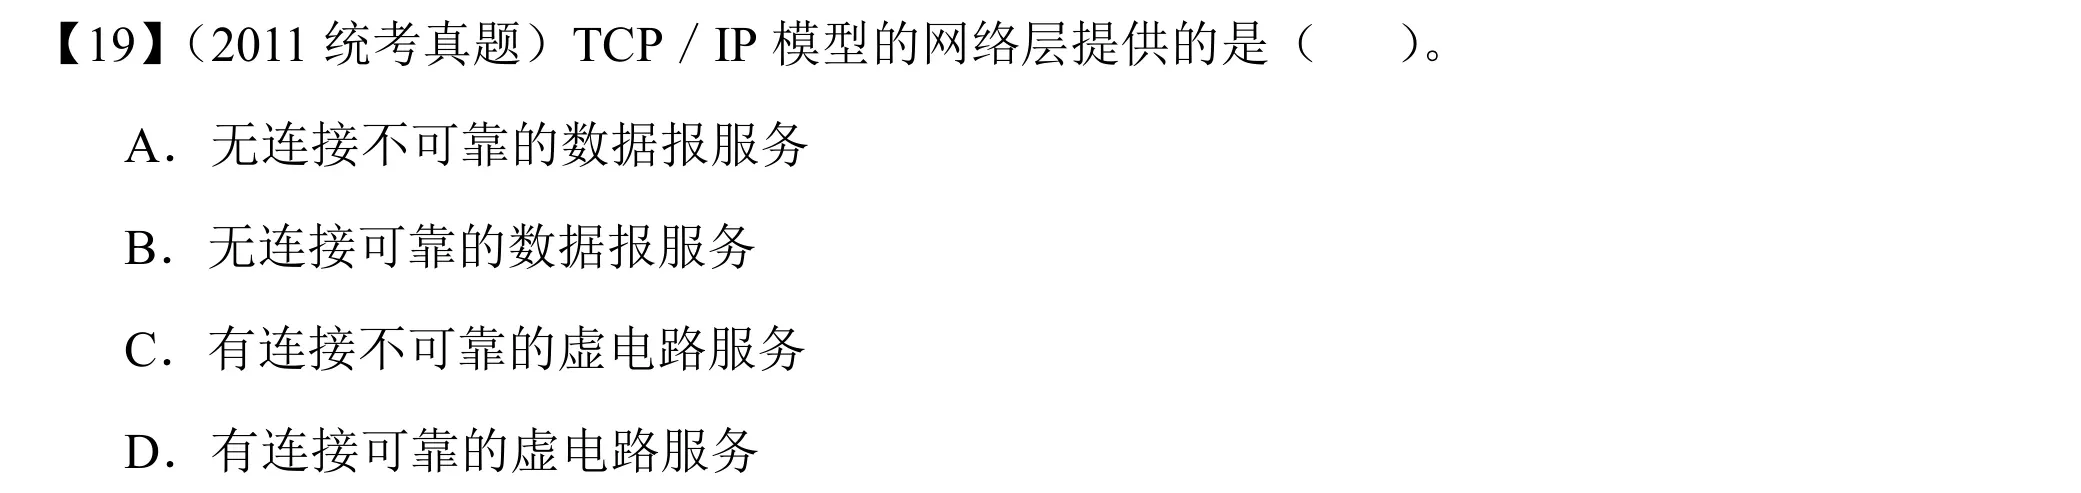 【19】（2011 统考真题）TCP / IP 模型的网络层提供的是（  ）。
A．无连接不可靠的数据报服务
B．无连接可靠的数据报服务
C．有连接不可靠的虚电路服务
D．有连接可靠的虚电路服务